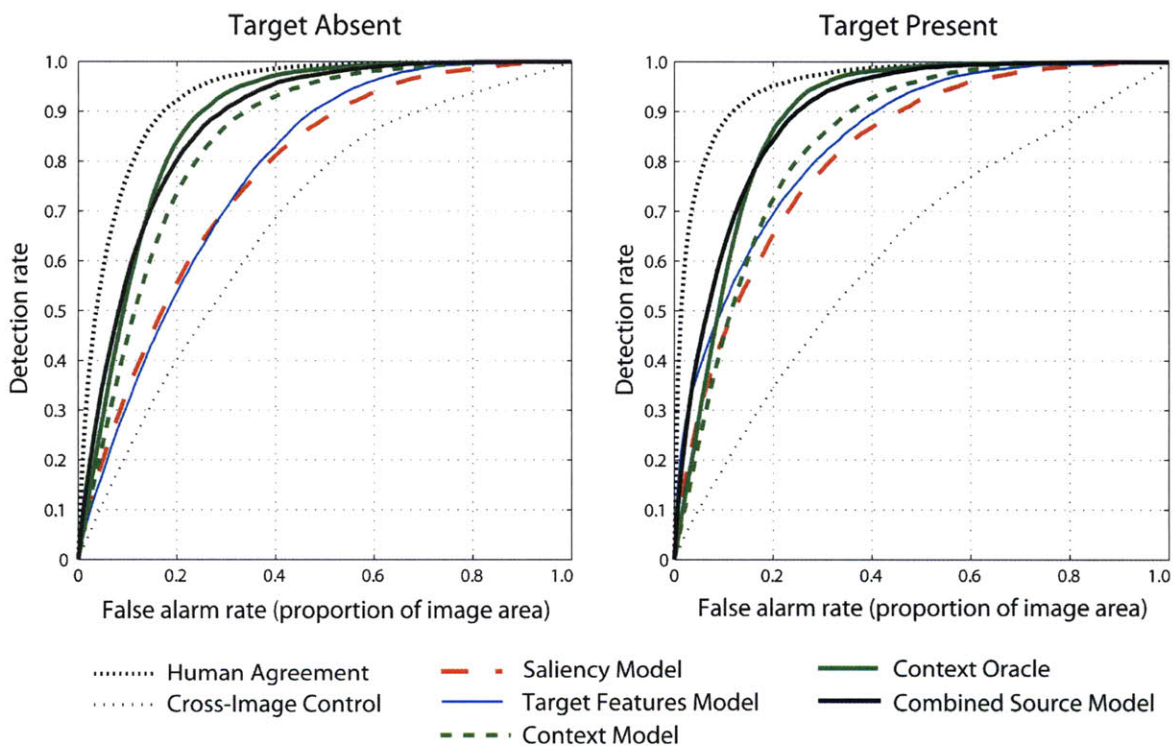 Target Absent
Target Present
1.0
0.9
0.8
0.7
0.6
0.5
0.4
0.3
0.2
0.1
0
Detection rate
0 0.2 0.4 0.6 0.8 1.0
False alarm rate (proportion of image area)
1.0
0.9
0.8
0.7
0.6
0.5
0.4
0.3
0.2
0.1
0
Detection rate
0 0.2 0.4 0.6 0.8 1.0
False alarm rate (proportion of image area)
Human Agreement
Cross-Image Control
Saliency Model
Target Features Model
Context Model
Context Oracle
Combined Source Model